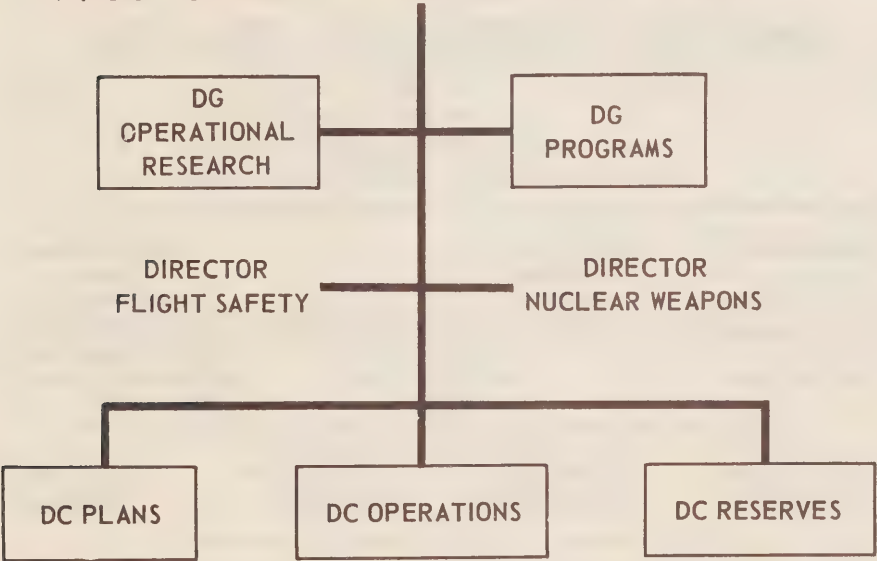 DG
OPERATIONAL
RESEARCH
DG
PROGRAMS
DIRECTOR
FLIGHT SAFETY
DIRECTOR
NUCLEAR WEAPONS
DC PLANS
DC OPERATIONS
DC RESERVES